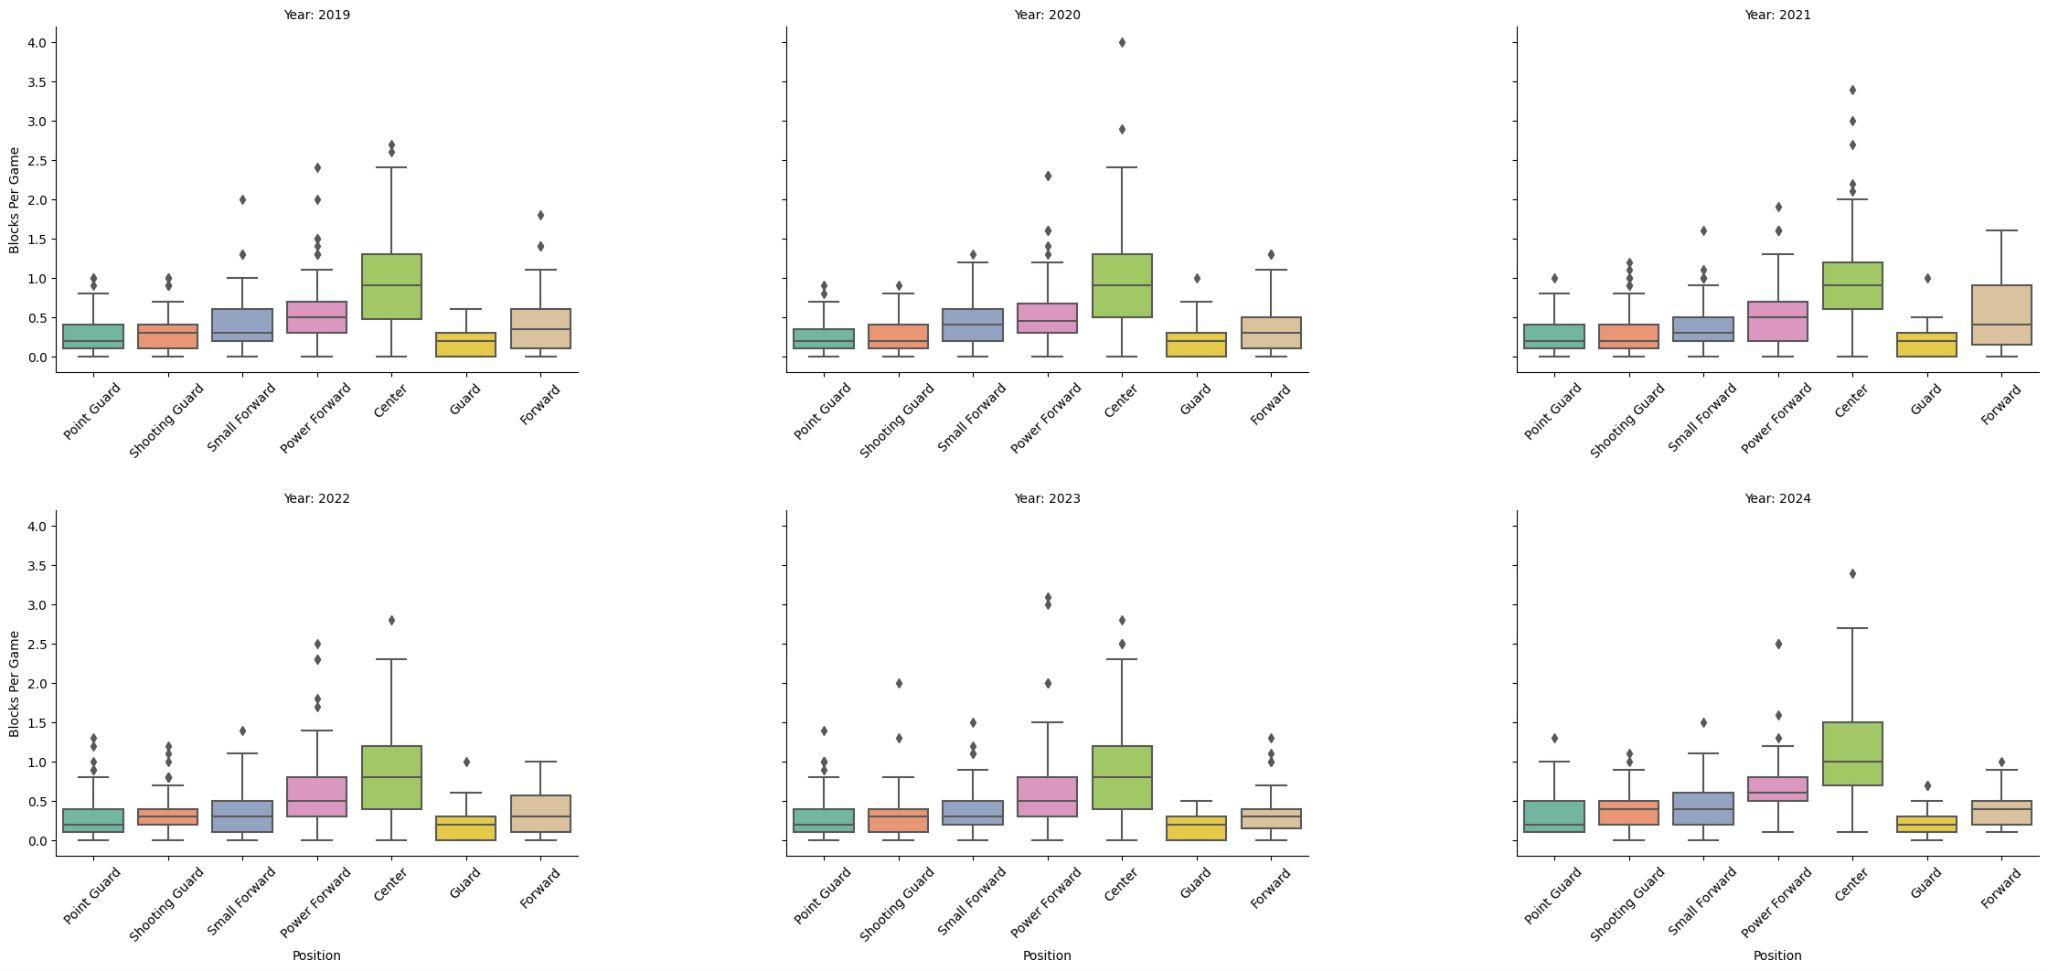 Year: 2019
Year: 2020
Year: 2021
4.0
3.5
3.0
2.5
2.0
1.5
1.0
0.5
0.0
Blocks Per Game
Point Guard
Shooting Guard
Small Forward
Power Forward
Center
Guard
Forward
Point Guard
Shooting Guard
Small Forward
Power Forward
Center
Guard
Forward
Point Guard
Shooting Guard
Small Forward
Power Forward
Center
Guard
Forward
Year: 2022
Year: 2023
Year: 2024
4.0
3.5
3.0
2.5
2.0
1.5
1.0
0.5
0.0
Blocks Per Game
Point Guard
Shooting Guard
Small Forward
Power Forward
Center
Guard
Forward
Point Guard
Shooting Guard
Small Forward
Power Forward
Center
Guard
Forward
Point Guard
Shooting Guard
Small Forward
Power Forward
Center
Guard
Forward
Position
Position
Position